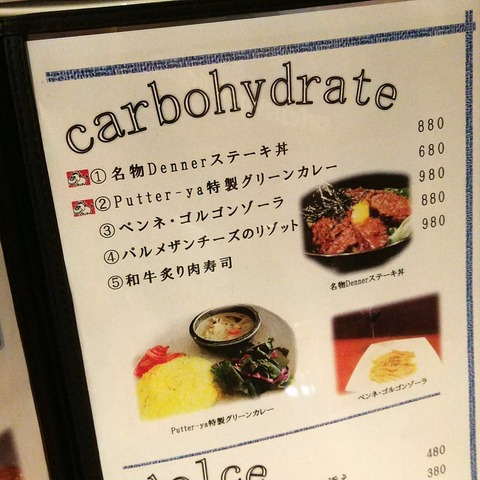 carbohydrate
①名物Dennerステーキ丼 880
②Putter-ya特製グリーンカレー 680
③ペンネ・ゴルゴンゾーラ 980
④パルメザンチーズのリゾット 880
⑤和牛炙り肉寿司 980
名物Dennerステーキ丼
Putter-ya特製グリーンカレー
ペンネ・ゴルゴンゾーラ
dolce
480
380